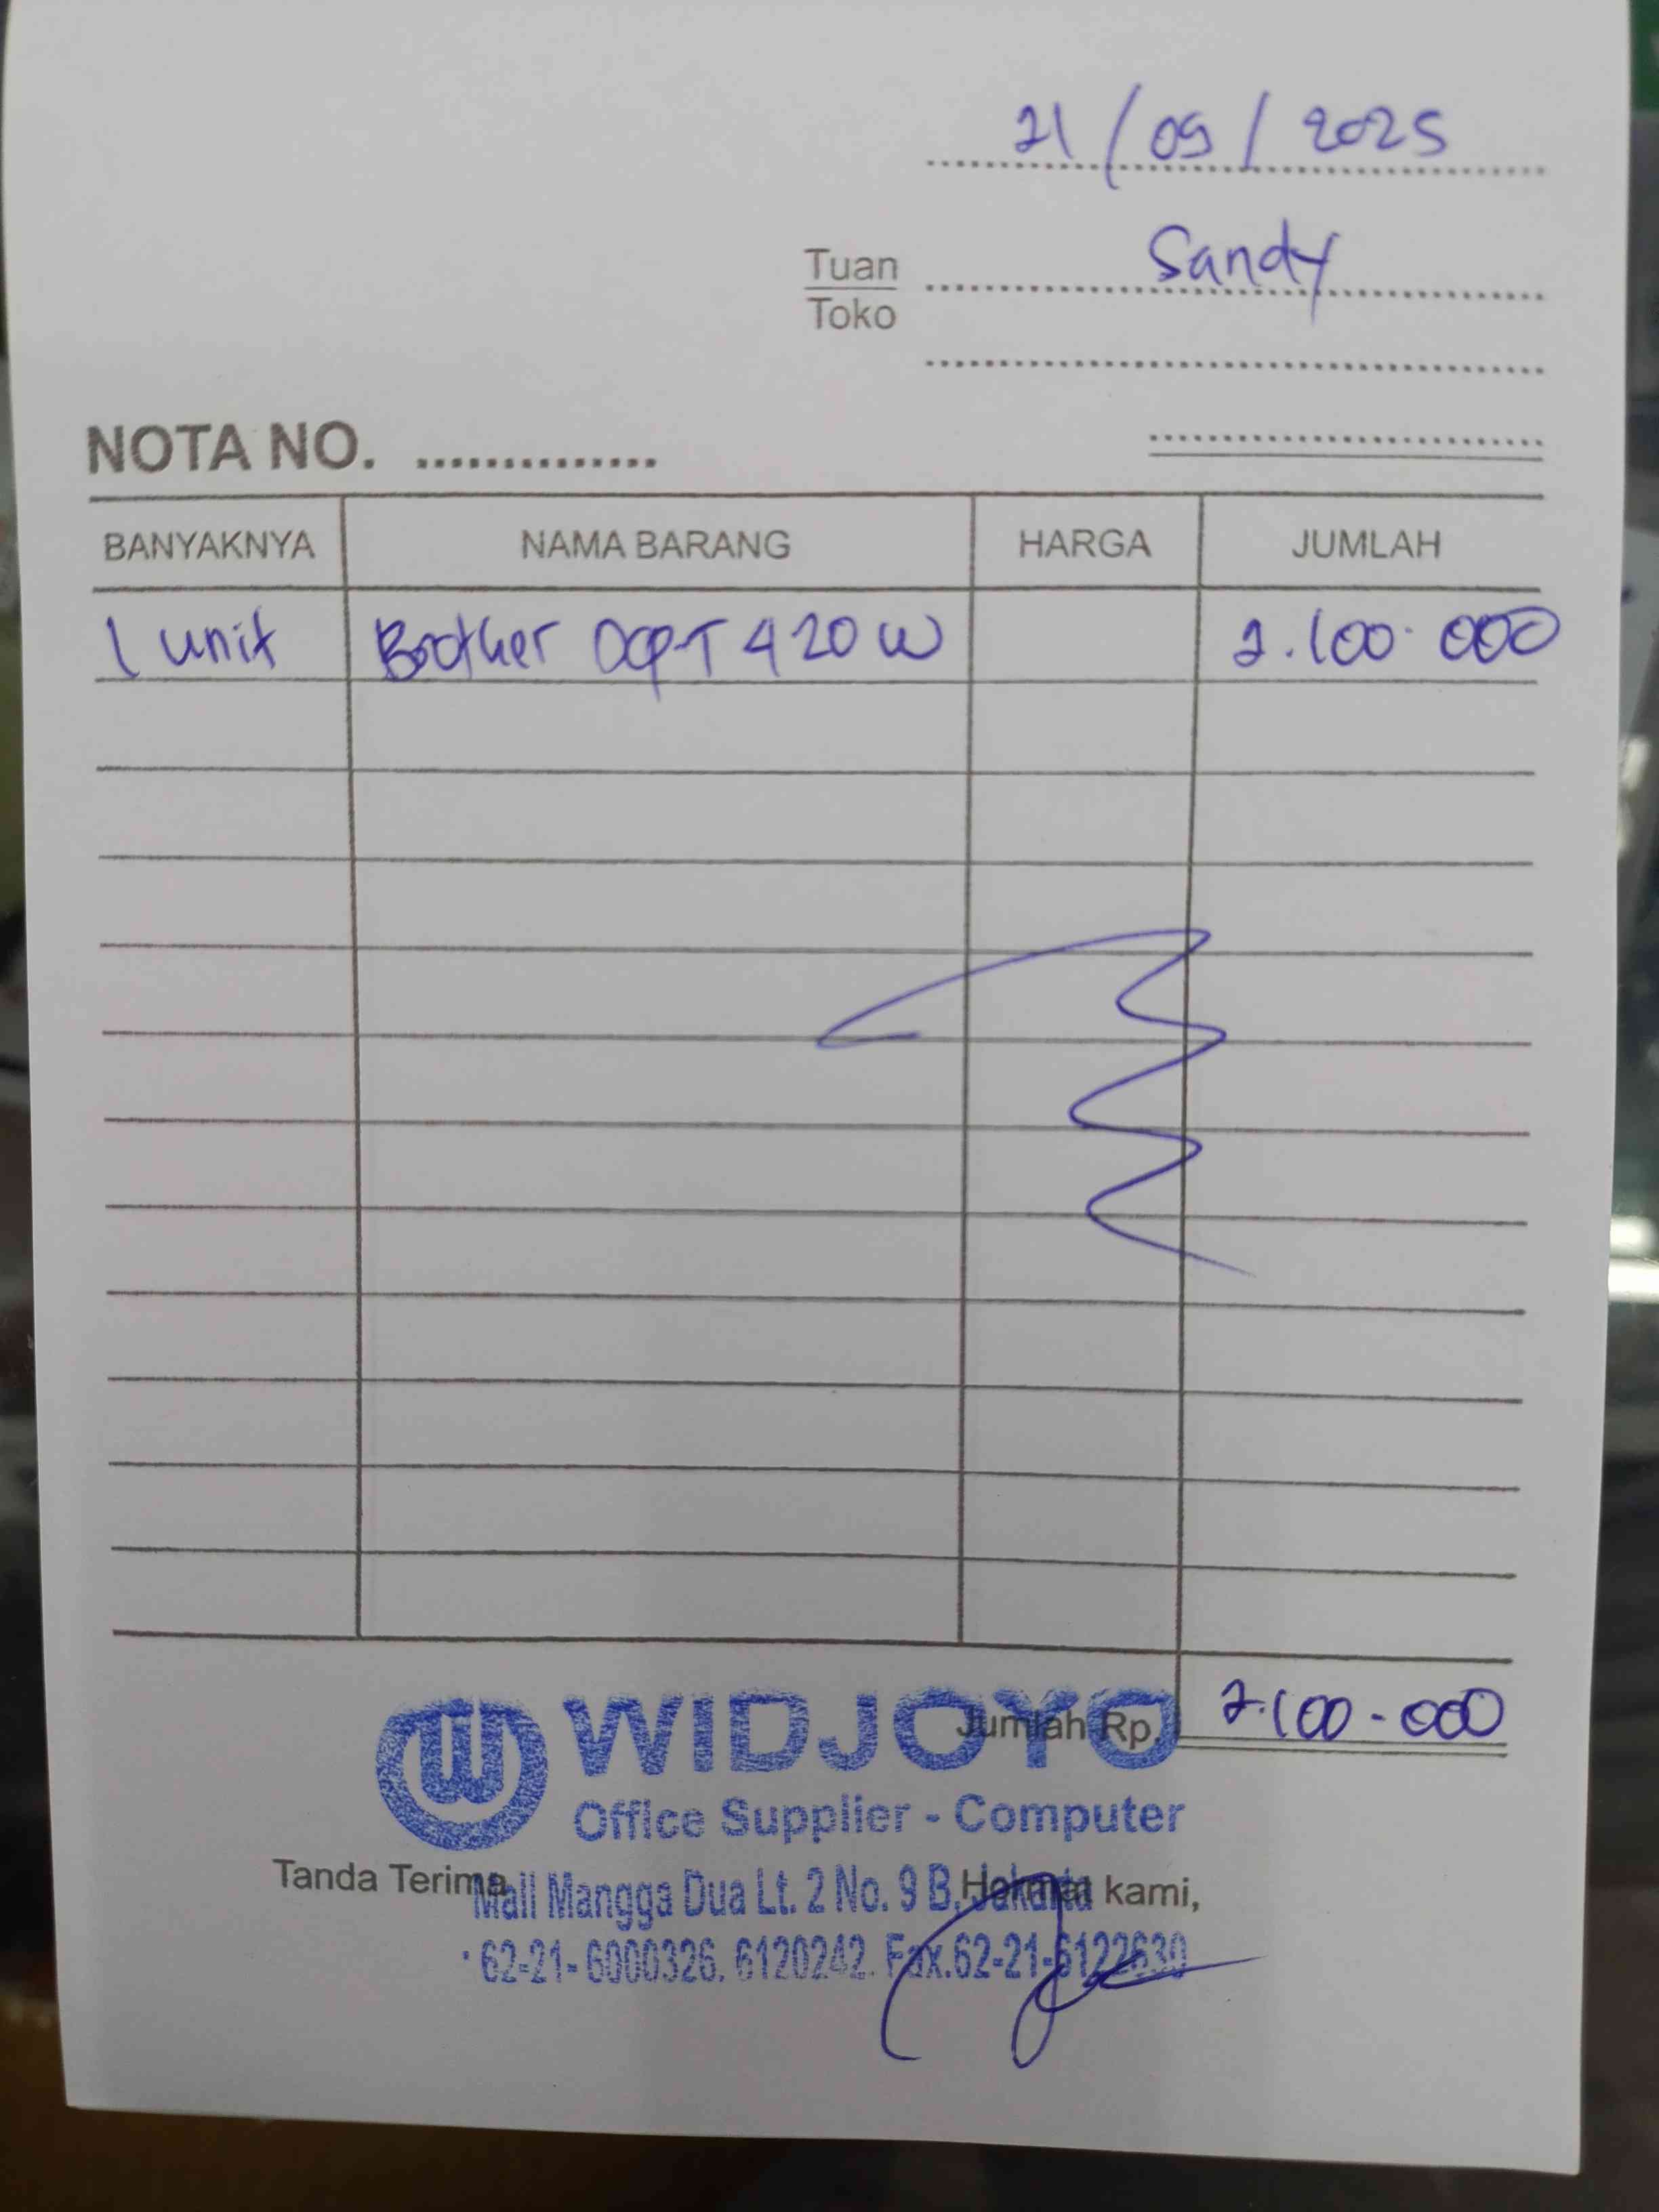 21/09/2025
Tuan Sandy
Toko
NOTA NO. ..............
BANYAKNYA NAMA BARANG HARGA JUMLAH
1 unit Brother DCP-T 420 W 2.100.000
Jumlah Rp. 2.100.000
WIDJOYO
Office Supplier - Computer
Tanda Terima Hormat kami,
Mall Mangga Dua Lt. 2 No. 9 B, Jakarta
62-21-6000326. 6120242. Fax.62-21-6122630